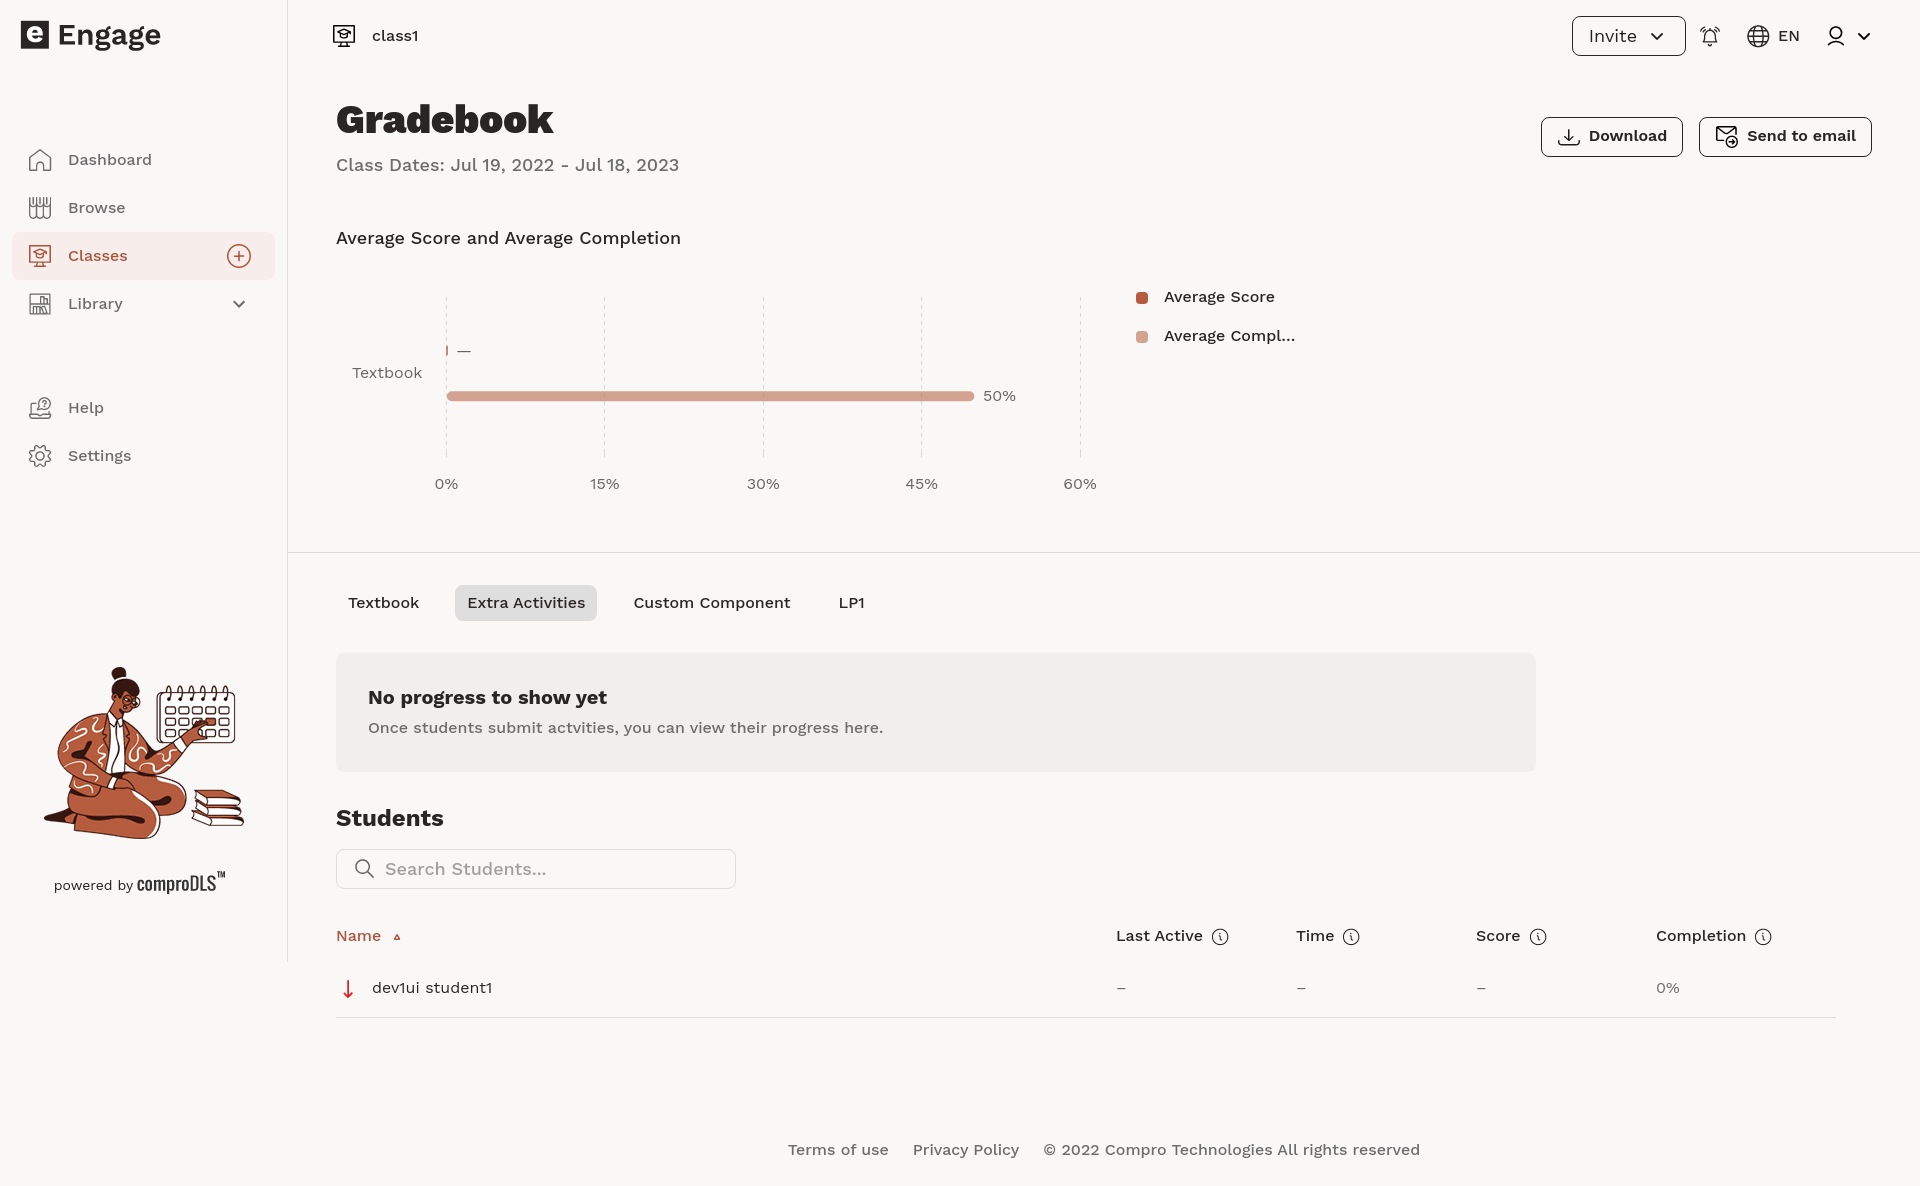 e Engage
class1
Invite
EN
Dashboard
Browse
Classes
Library
Help
Settings
powered by comproDLS™
Gradebook
Class Dates: Jul 19, 2022 - Jul 18, 2023
Download
Send to email
Average Score and Average Completion
Average Score
Average Compl...
Textbook
—
50%
0% 15% 30% 45% 60%
Textbook Extra Activities Custom Component LP1
No progress to show yet
Once students submit actvities, you can view their progress here.
Students
Search Students...
Name Last Active Time Score Completion
dev1ui student1 – – – 0%
Terms of use Privacy Policy © 2022 Compro Technologies All rights reserved